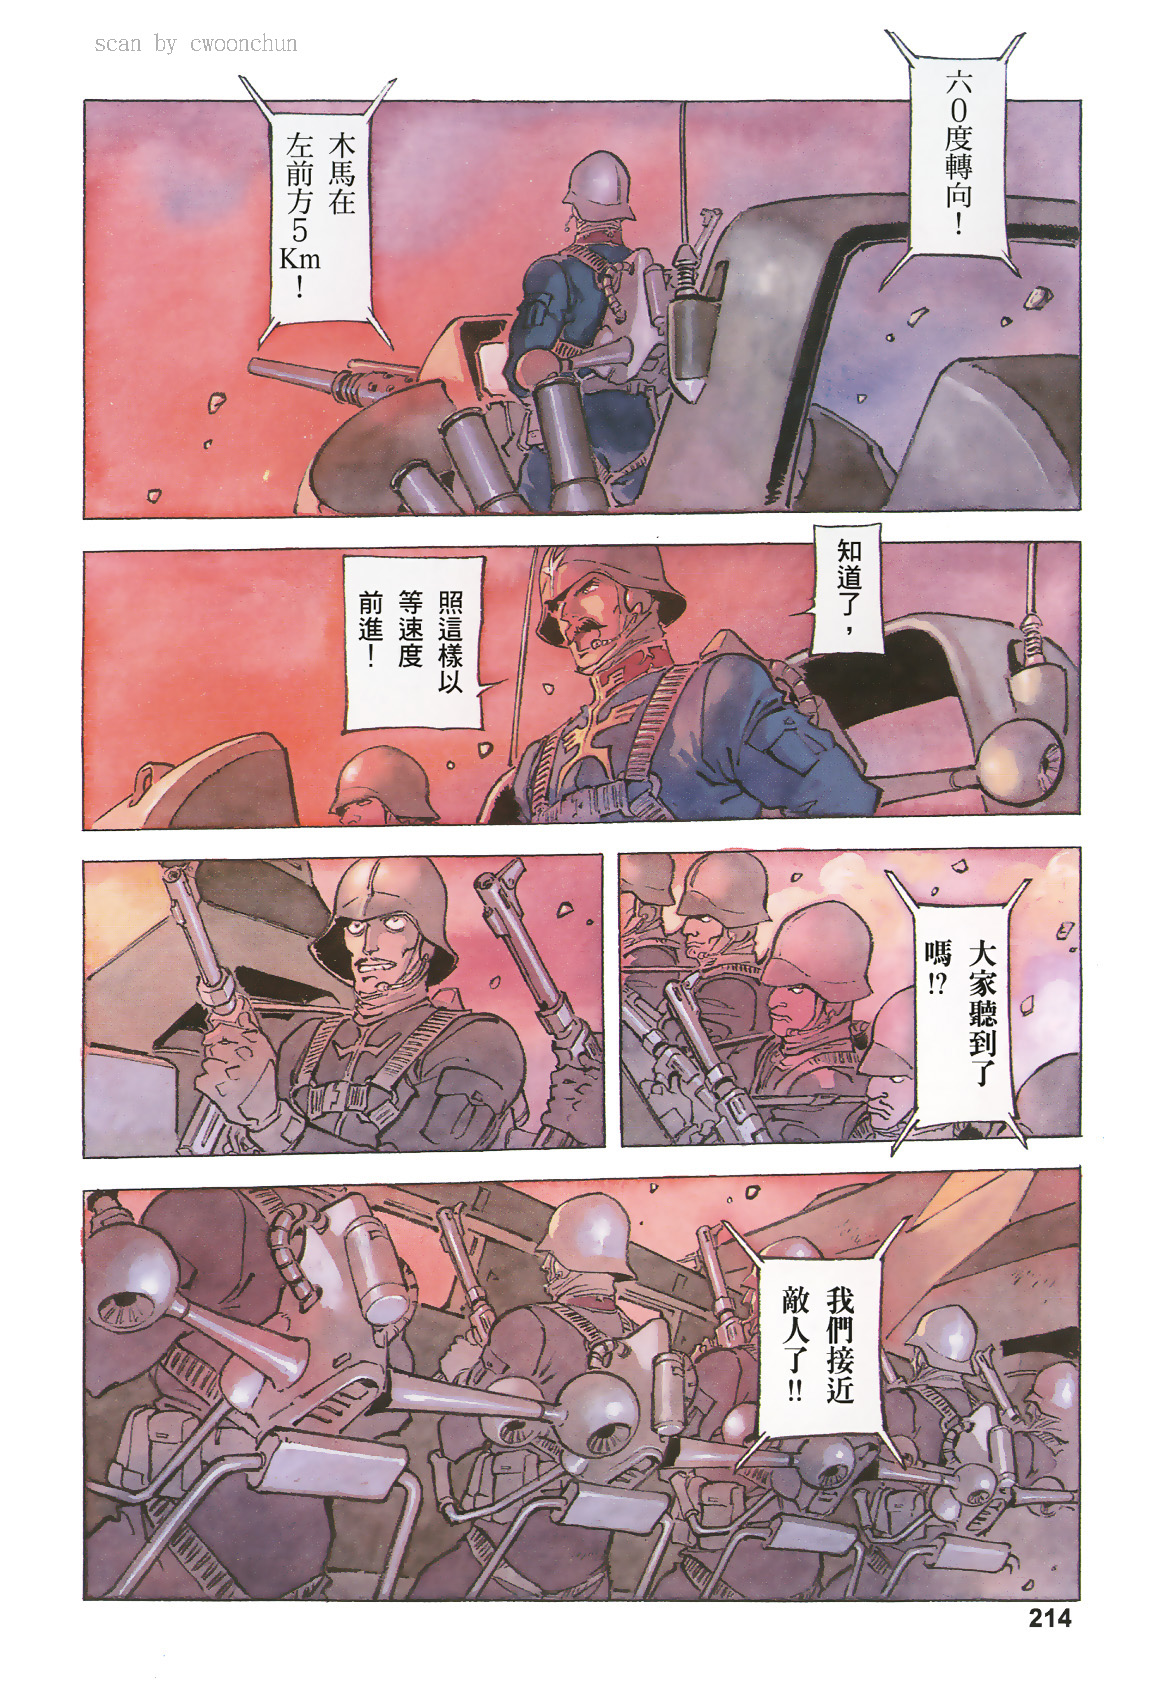 scan by cwoonchun
六0度轉向！
木馬在
左前方5
Km！
知道了，
照這樣以
等速度
前進！
大家聽到了
嗎!?
我們接近
敵人了!!
214